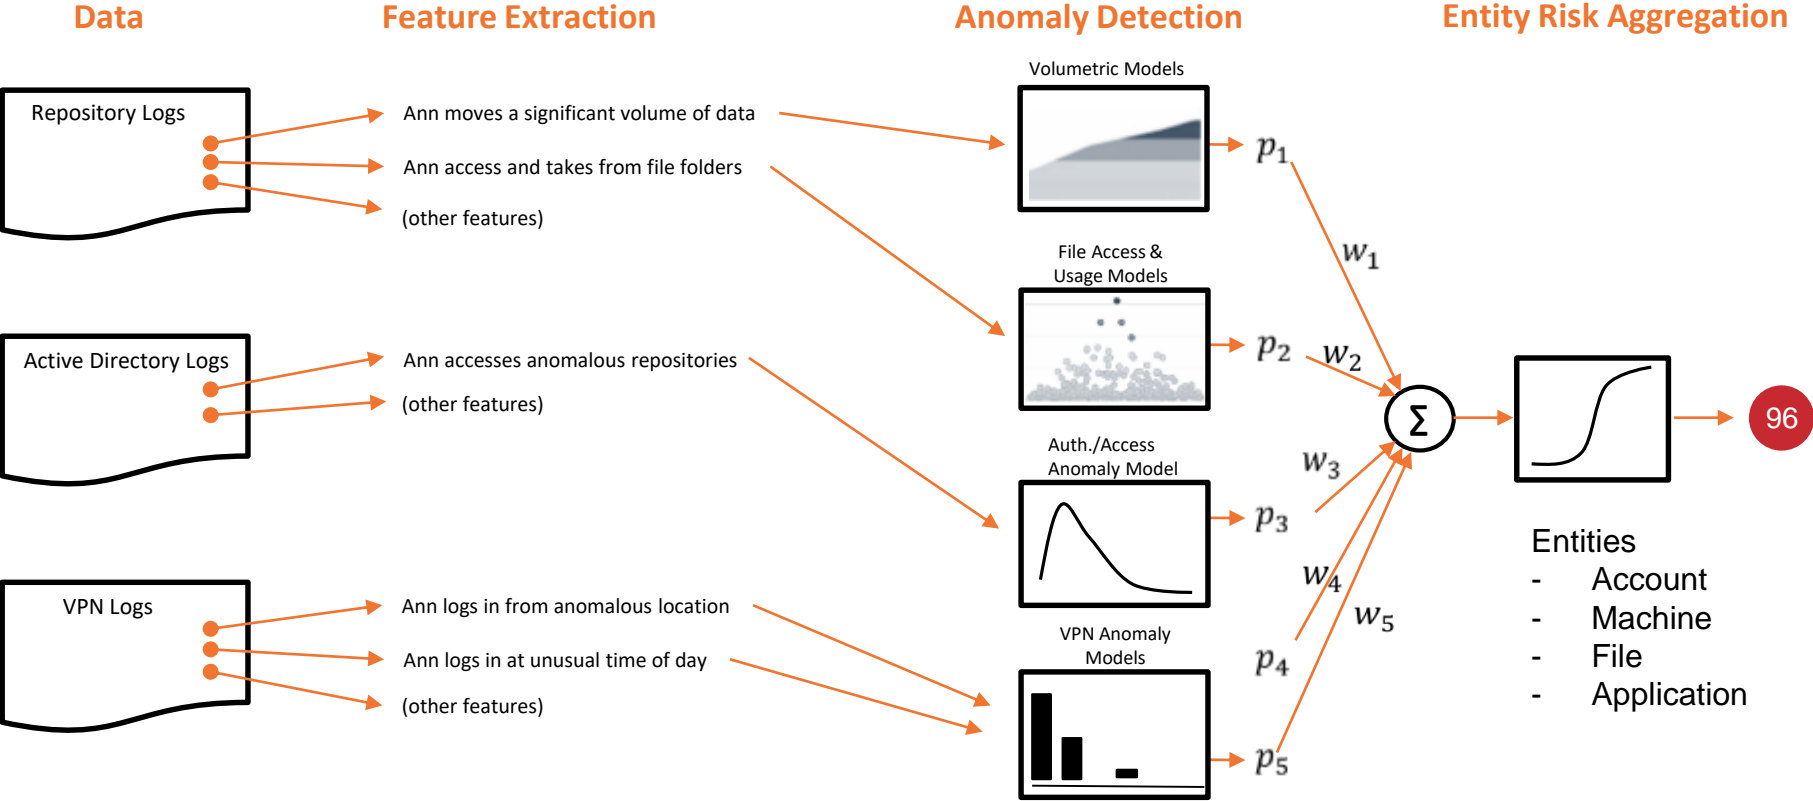 Data
Feature Extraction
Anomaly Detection
Entity Risk Aggregation
Repository Logs
Ann moves a significant volume of data
Ann access and takes from file folders
(other features)
Active Directory Logs
Ann accesses anomalous repositories
(other features)
VPN Logs
Ann logs in from anomalous location
Ann logs in at unusual time of day
(other features)
Volumetric Models
File Access &
Usage Models
Auth./Access
Anomaly Model
VPN Anomaly
Models
p₁
p₂
p₃
p₄
p₅
w₁
w₂
w₃
w₄
w₅
Σ
96
Entities
- Account
- Machine
- File
- Application